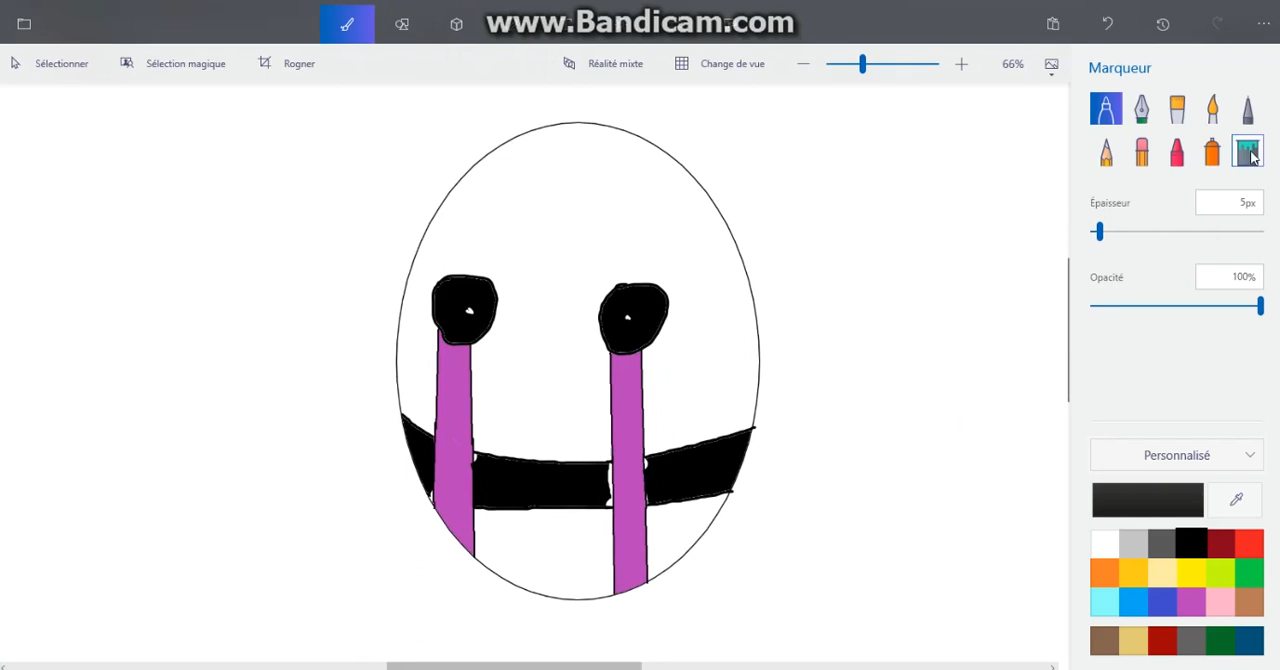 www.Bandicam.com
Sélectionner Sélection magique Rogner Réalité mixte Change de vue 66%
Marqueur
Épaisseur 5px
Opacité 100%
Personnalisé